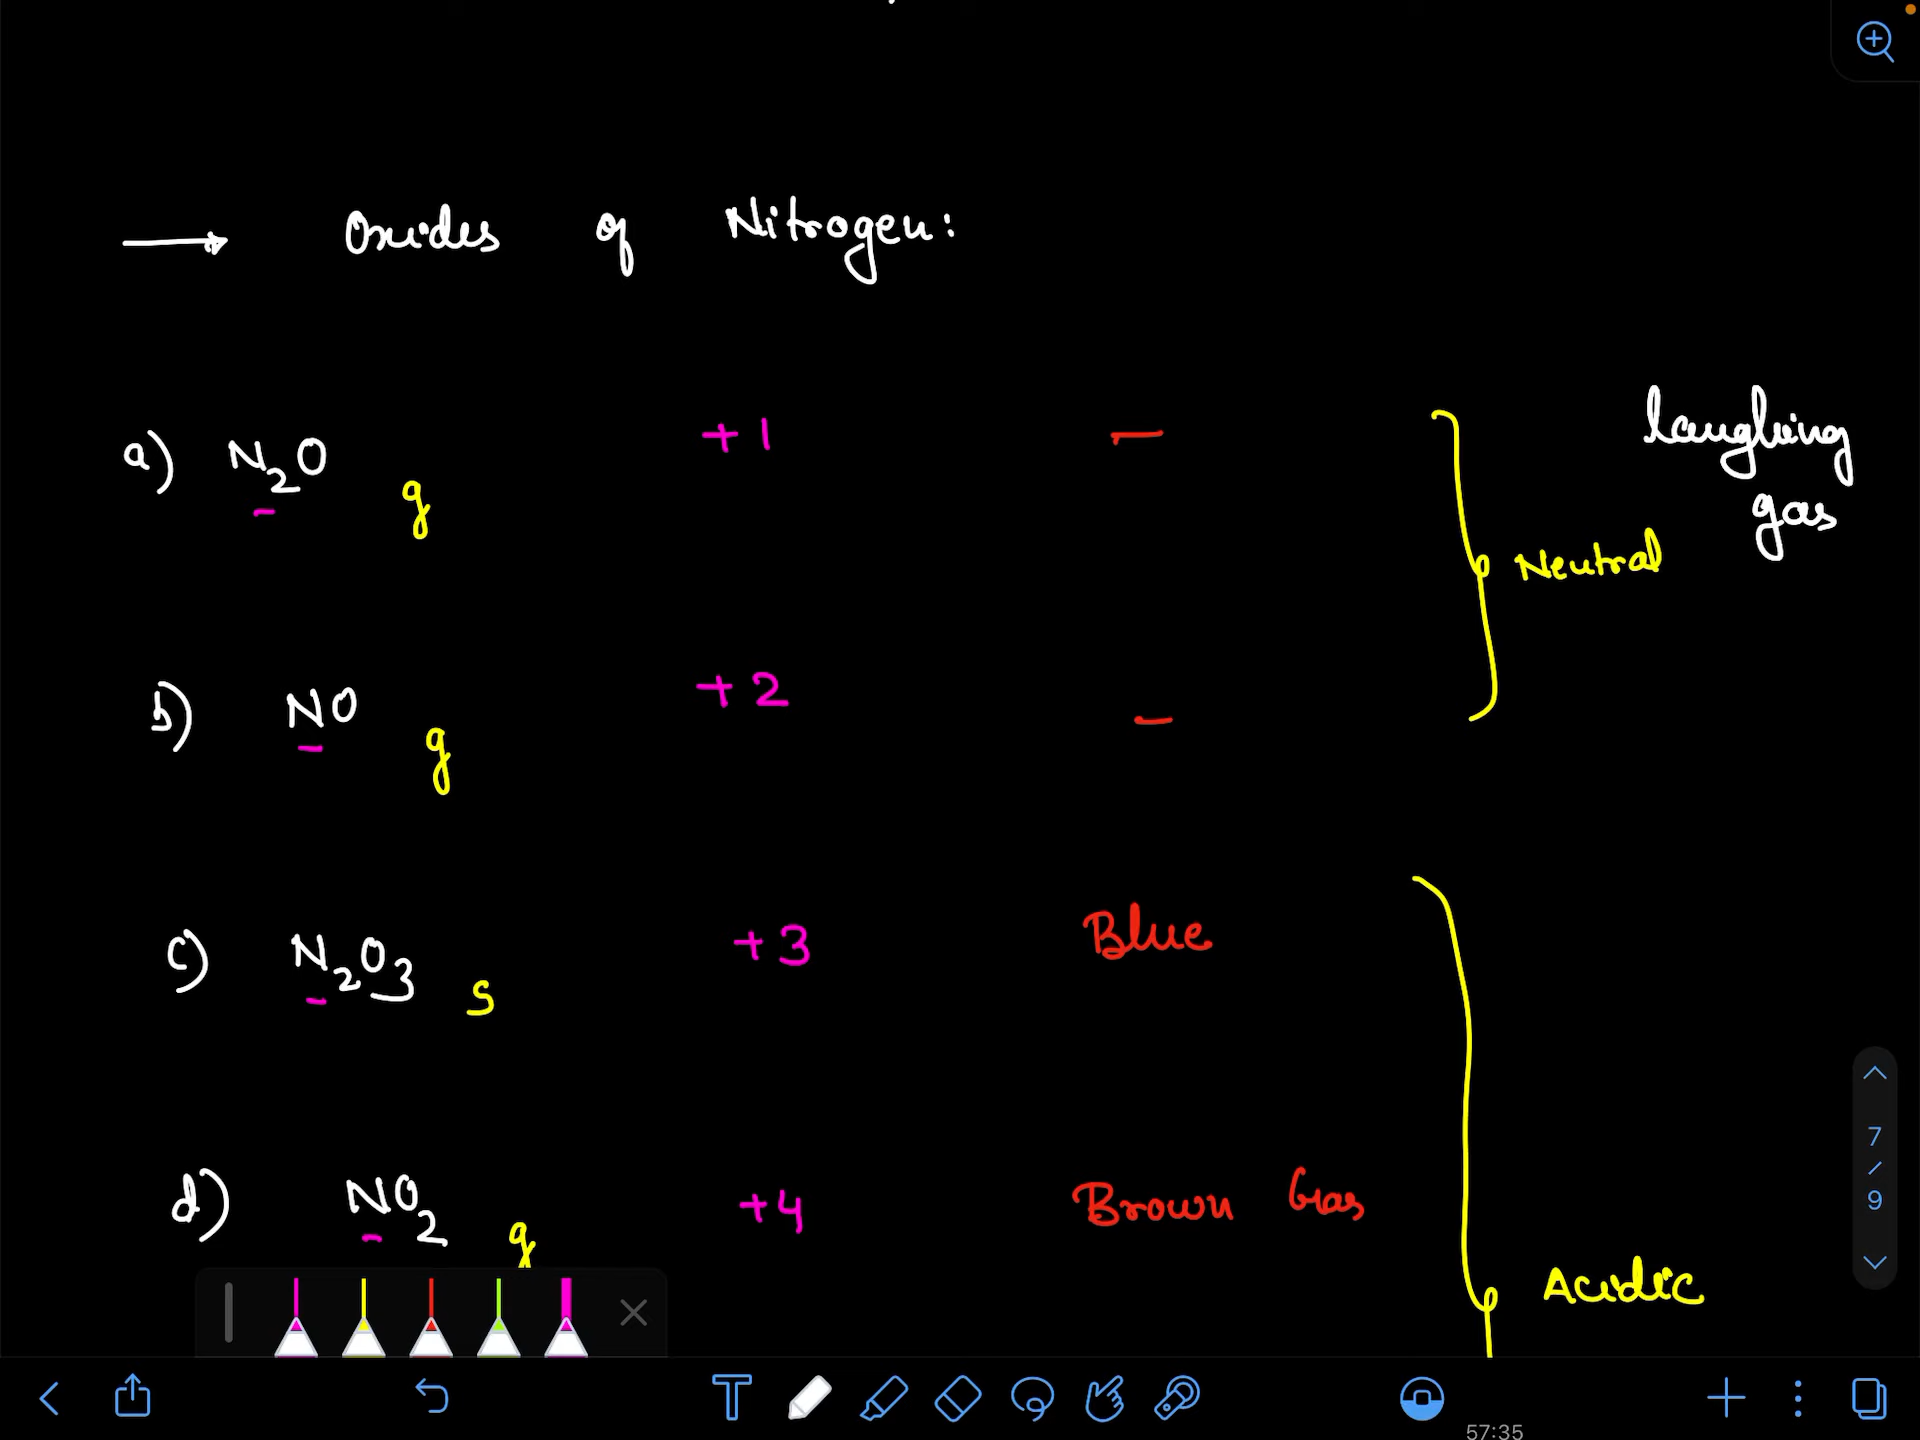 Oxides of Nitrogen:
a) N₂O g +1 — laughing gas
Neutral
b) NO g +2 —
c) N₂O₃ s +3 Blue
d) NO₂ g +4 Brown Gas
Acidic
7
/
9
57:35